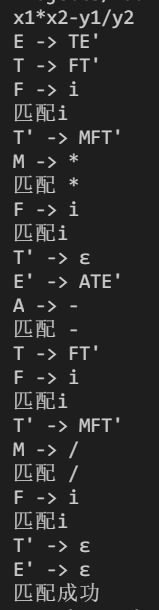 x1*x2-y1/y2
E -> TE'
T -> FT'
F -> i
匹配i
T' -> MFT'
M -> *
匹配 *
F -> i
匹配i
T' -> ε
E' -> ATE'
A -> -
匹配 -
T -> FT'
F -> i
匹配i
T' -> MFT'
M -> /
匹配 /
F -> i
匹配i
T' -> ε
E' -> ε
匹配成功